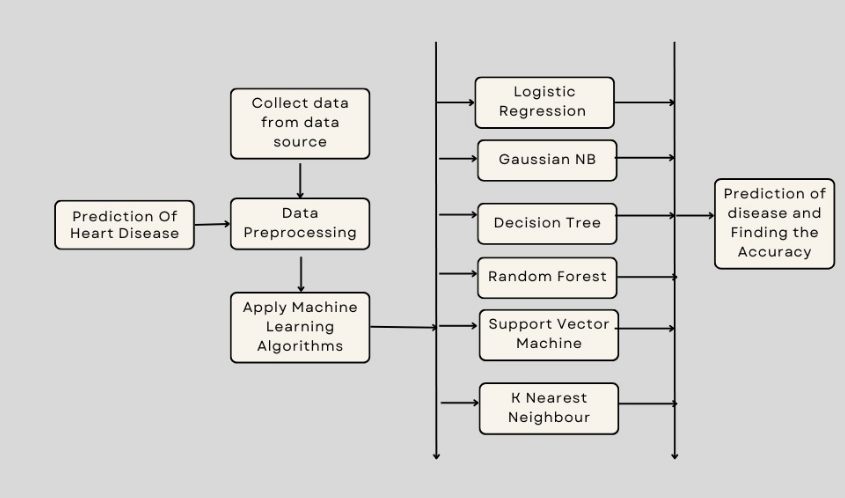 Collect data
from data
source
Prediction Of
Heart Disease
Data
Preprocessing
Apply Machine
Learning
Algorithms
Logistic
Regression
Gaussian NB
Decision Tree
Random Forest
Support Vector
Machine
K Nearest
Neighbour
Prediction of
disease and
Finding the
Accuracy